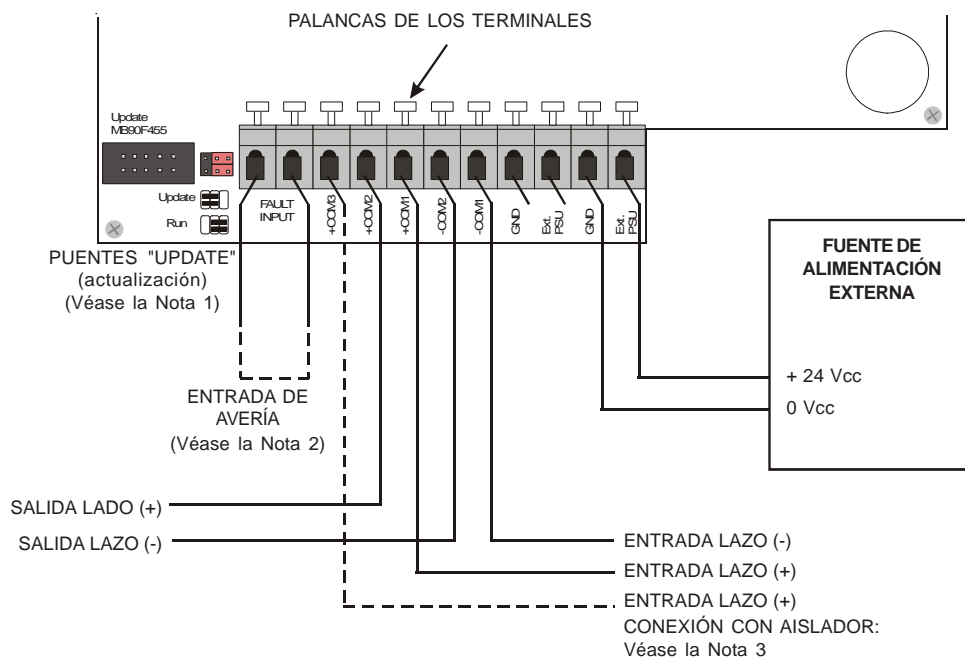 PALANCAS DE LOS TERMINALES
Update
MB90F455
Update
Run
FAULT
INPUT
+COM3
+COM2
+COM1
-COM2
-COM1
GND
Ext.
PSU
GND
Ext.
PSU
PUENTES "UPDATE"
(actualización)
(Véase la Nota 1)
ENTRADA DE
AVERÍA
(Véase la Nota 2)
FUENTE DE
ALIMENTACIÓN
EXTERNA
+ 24 Vcc
0 Vcc
SALIDA LADO (+)
SALIDA LAZO (-)
ENTRADA LAZO (-)
ENTRADA LAZO (+)
ENTRADA LAZO (+)
CONEXIÓN CON AISLADOR:
Véase la Nota 3